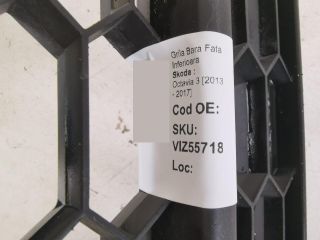 Grila Bara Fata
Inferioara
Skoda :
Octavia 3 [2013
- 2017]
Cod OE:
SKU:
VIZ55718
Loc: